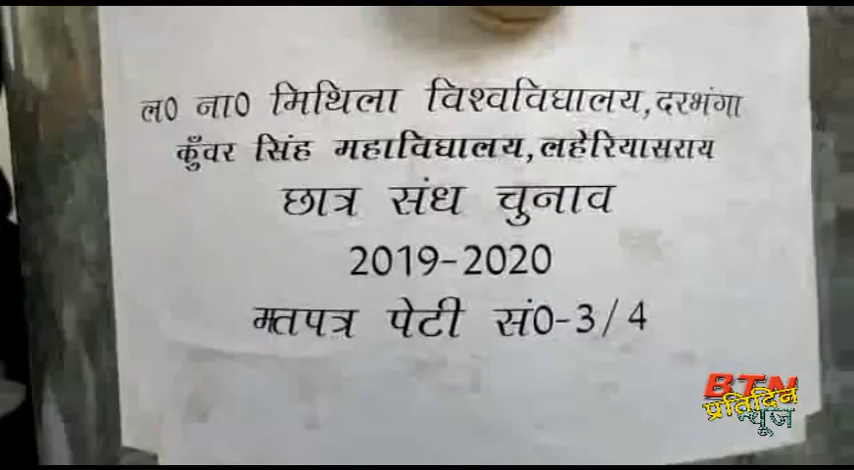 ल0 ना0 मिथिला विश्वविघालय,दरभंगा
कुँवर सिंह महाविघालय,लहेरियासराय
छात्र संध चुनाव
2019-2020
मतपत्र पेटी सं0-3/4
BTN
प्रतिदिन
न्यूज